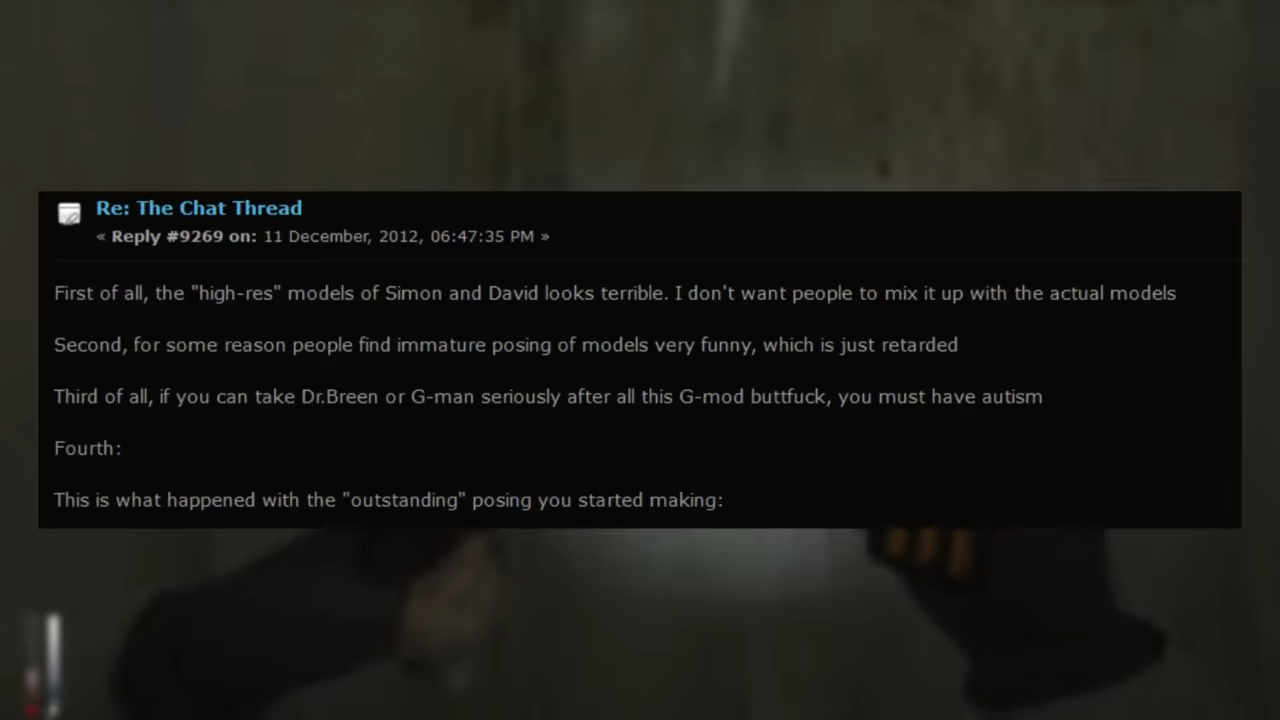 Re: The Chat Thread
« Reply #9269 on: 11 December, 2012, 06:47:35 PM »
First of all, the "high-res" models of Simon and David looks terrible. I don't want people to mix it up with the actual models
Second, for some reason people find immature posing of models very funny, which is just retarded
Third of all, if you can take Dr.Breen or G-man seriously after all this G-mod buttfuck, you must have autism
Fourth:
This is what happened with the "outstanding" posing you started making: